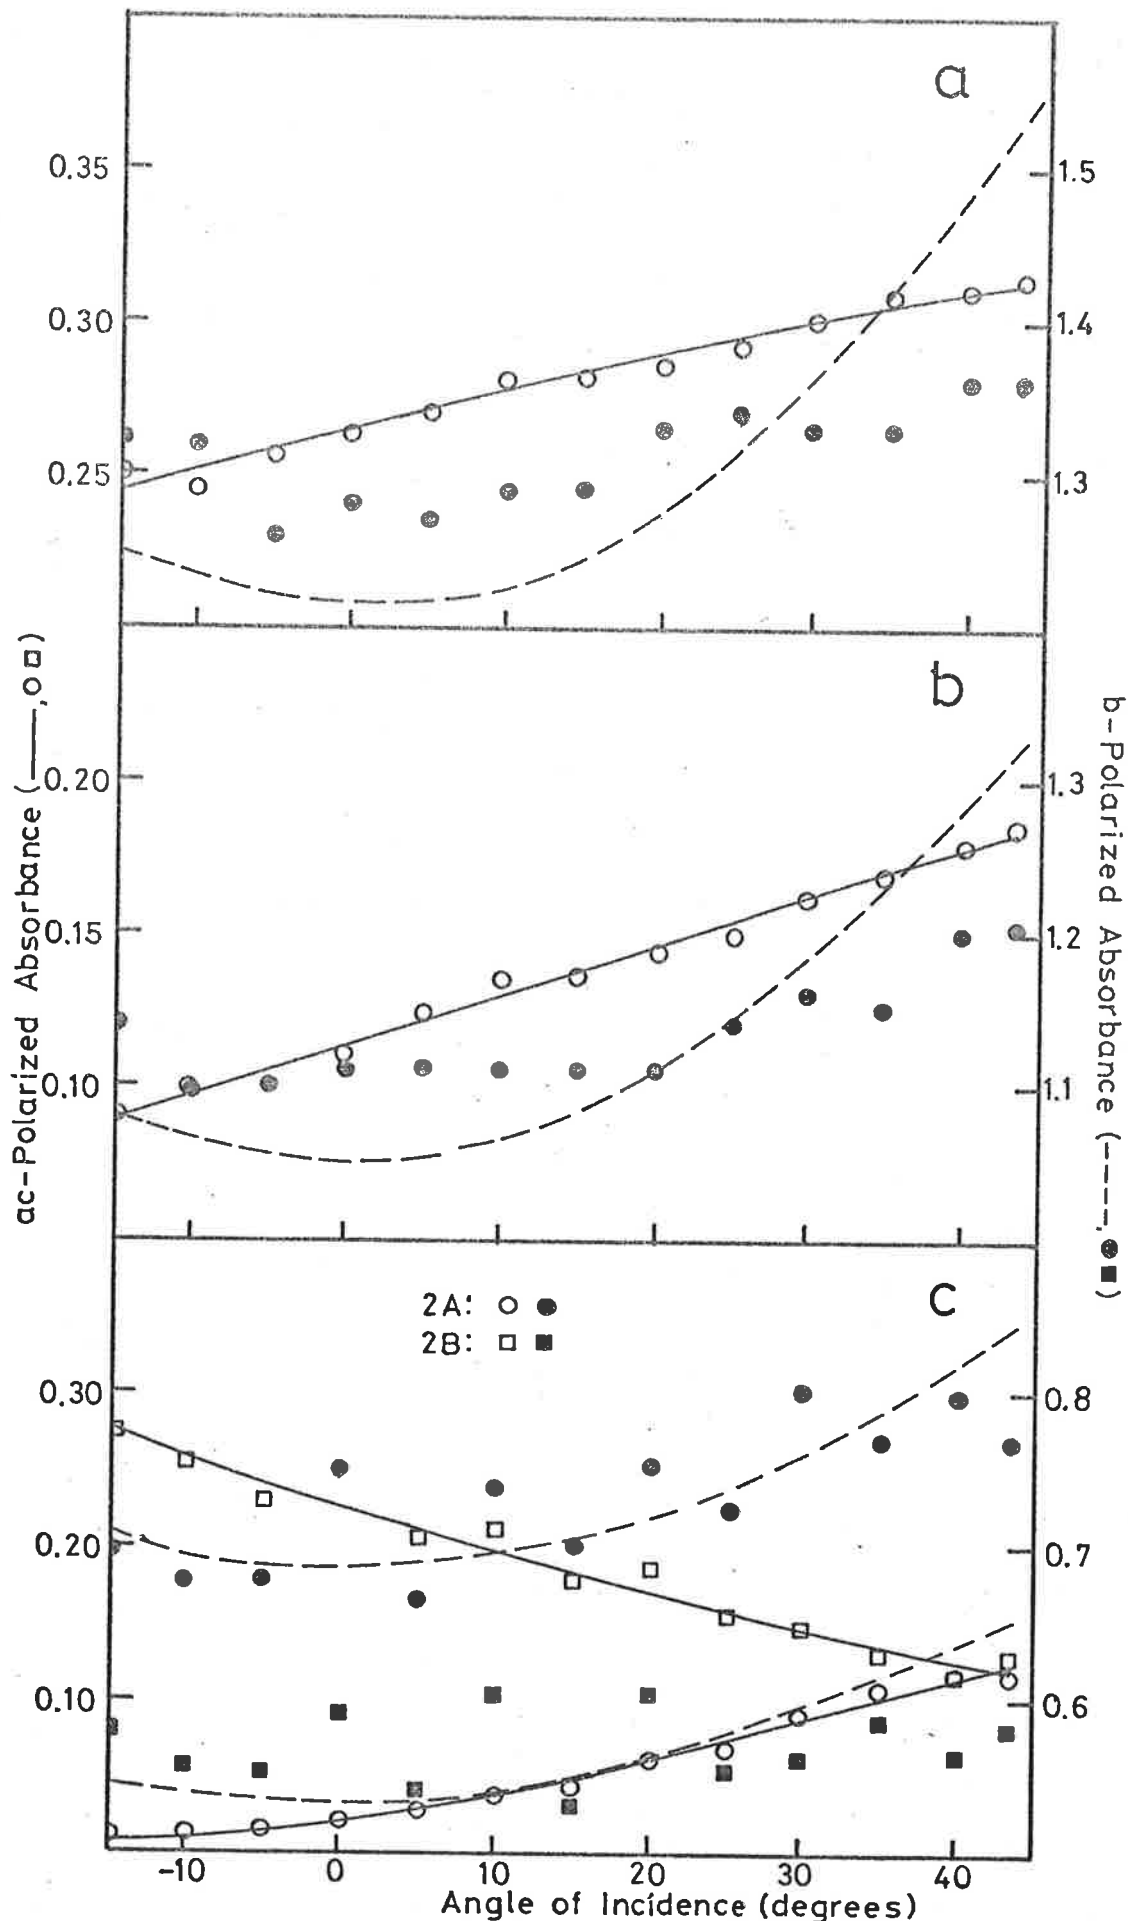 a
0.35
0.30
0.25
1.5
1.4
1.3
b
0.20
0.15
0.10
1.3
1.2
1.1
c
2A: ○ ●
2B: □ ■
0.30
0.20
0.10
0.8
0.7
0.6
-10 0 10 20 30 40
Angle of Incidence (degrees)
ac-Polarized Absorbance (——,○□)
b-Polarized Absorbance (----,●■)